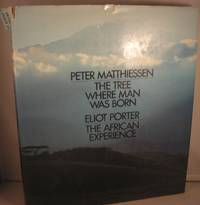 PETER MATTHIESSEN
THE TREE
WHERE MAN
WAS BORN
ELIOT PORTER
THE AFRICAN
EXPERIENCE